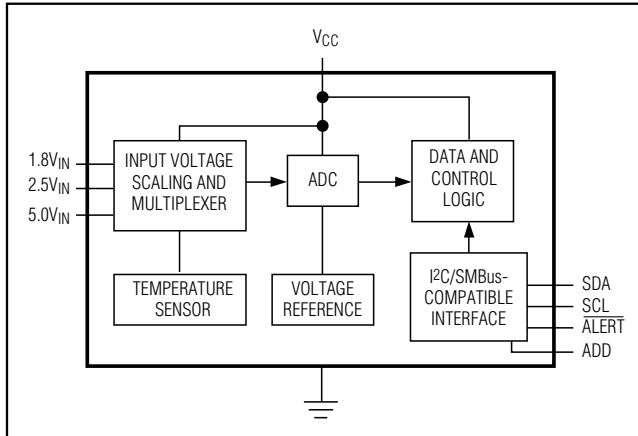 VCC
1.8VIN
2.5VIN
5.0VIN
INPUT VOLTAGE
SCALING AND
MULTIPLEXER
ADC
DATA AND
CONTROL
LOGIC
TEMPERATURE
SENSOR
VOLTAGE
REFERENCE
I²C/SMBus-
COMPATIBLE
INTERFACE
SDA
SCL
ALERT
ADD